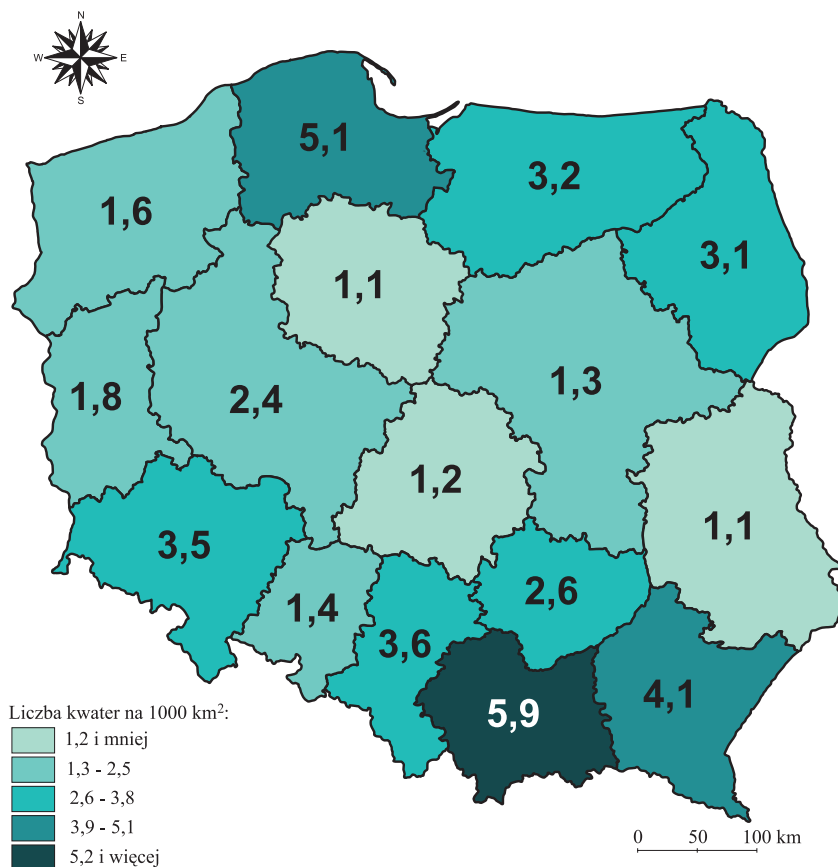 N
W E
S
5,1
3,2
1,6
3,1
1,1
1,3
1,8
2,4
1,2
1,1
3,5
2,6
1,4
3,6
4,1
5,9
Liczba kwater na 1000 km²:
1,2 i mniej
1,3 - 2,5
2,6 - 3,8
3,9 - 5,1
5,2 i więcej
0 50 100 km